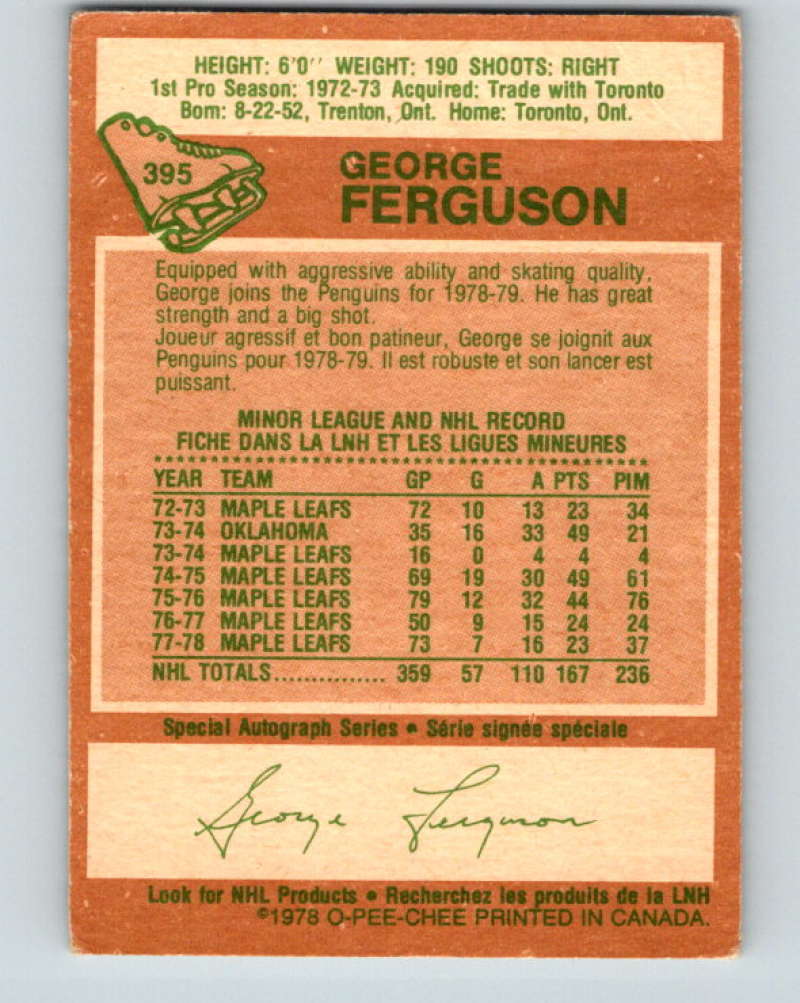 HEIGHT: 6'0'' WEIGHT: 190 SHOOTS: RIGHT
1st Pro Season: 1972-73 Acquired: Trade with Toronto
Born: 8-22-52, Trenton, Ont. Home: Toronto, Ont.
395
GEORGE
FERGUSON
Equipped with aggressive ability and skating quality,
George joins the Penguins for 1978-79. He has great
strength and a big shot.
Joueur agressif et bon patineur, George se joignit aux
Penguins pour 1978-79. Il est robuste et son lancer est
puissant.
MINOR LEAGUE AND NHL RECORD
FICHE DANS LA LNH ET LES LIGUES MINEURES
YEAR TEAM GP G A PTS PIM
72-73 MAPLE LEAFS 72 10 13 23 34
73-74 OKLAHOMA 35 16 33 49 21
73-74 MAPLE LEAFS 16 0 4 4 4
74-75 MAPLE LEAFS 69 19 30 49 61
75-76 MAPLE LEAFS 79 12 32 44 76
76-77 MAPLE LEAFS 50 9 15 24 24
77-78 MAPLE LEAFS 73 7 16 23 37
NHL TOTALS............... 359 57 110 167 236
Special Autograph Series • Série signée spéciale
George Ferguson
Look for NHL Products • Recherchez les produits de la LNH
©1978 O-PEE-CHEE PRINTED IN CANADA.